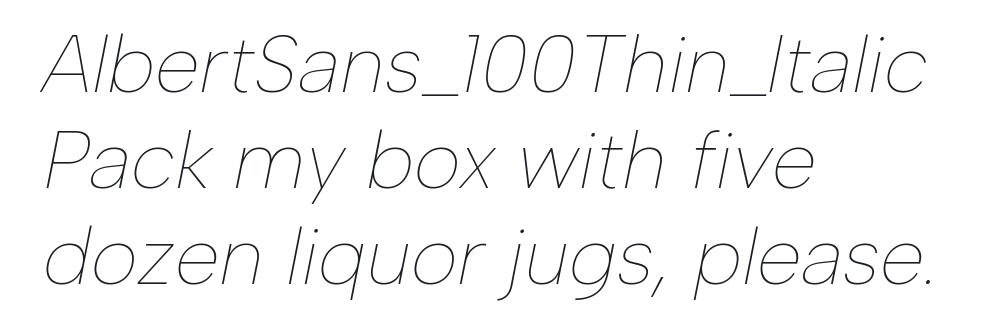 AlbertSans_100Thin_Italic
Pack my box with five
dozen liquor jugs, please.